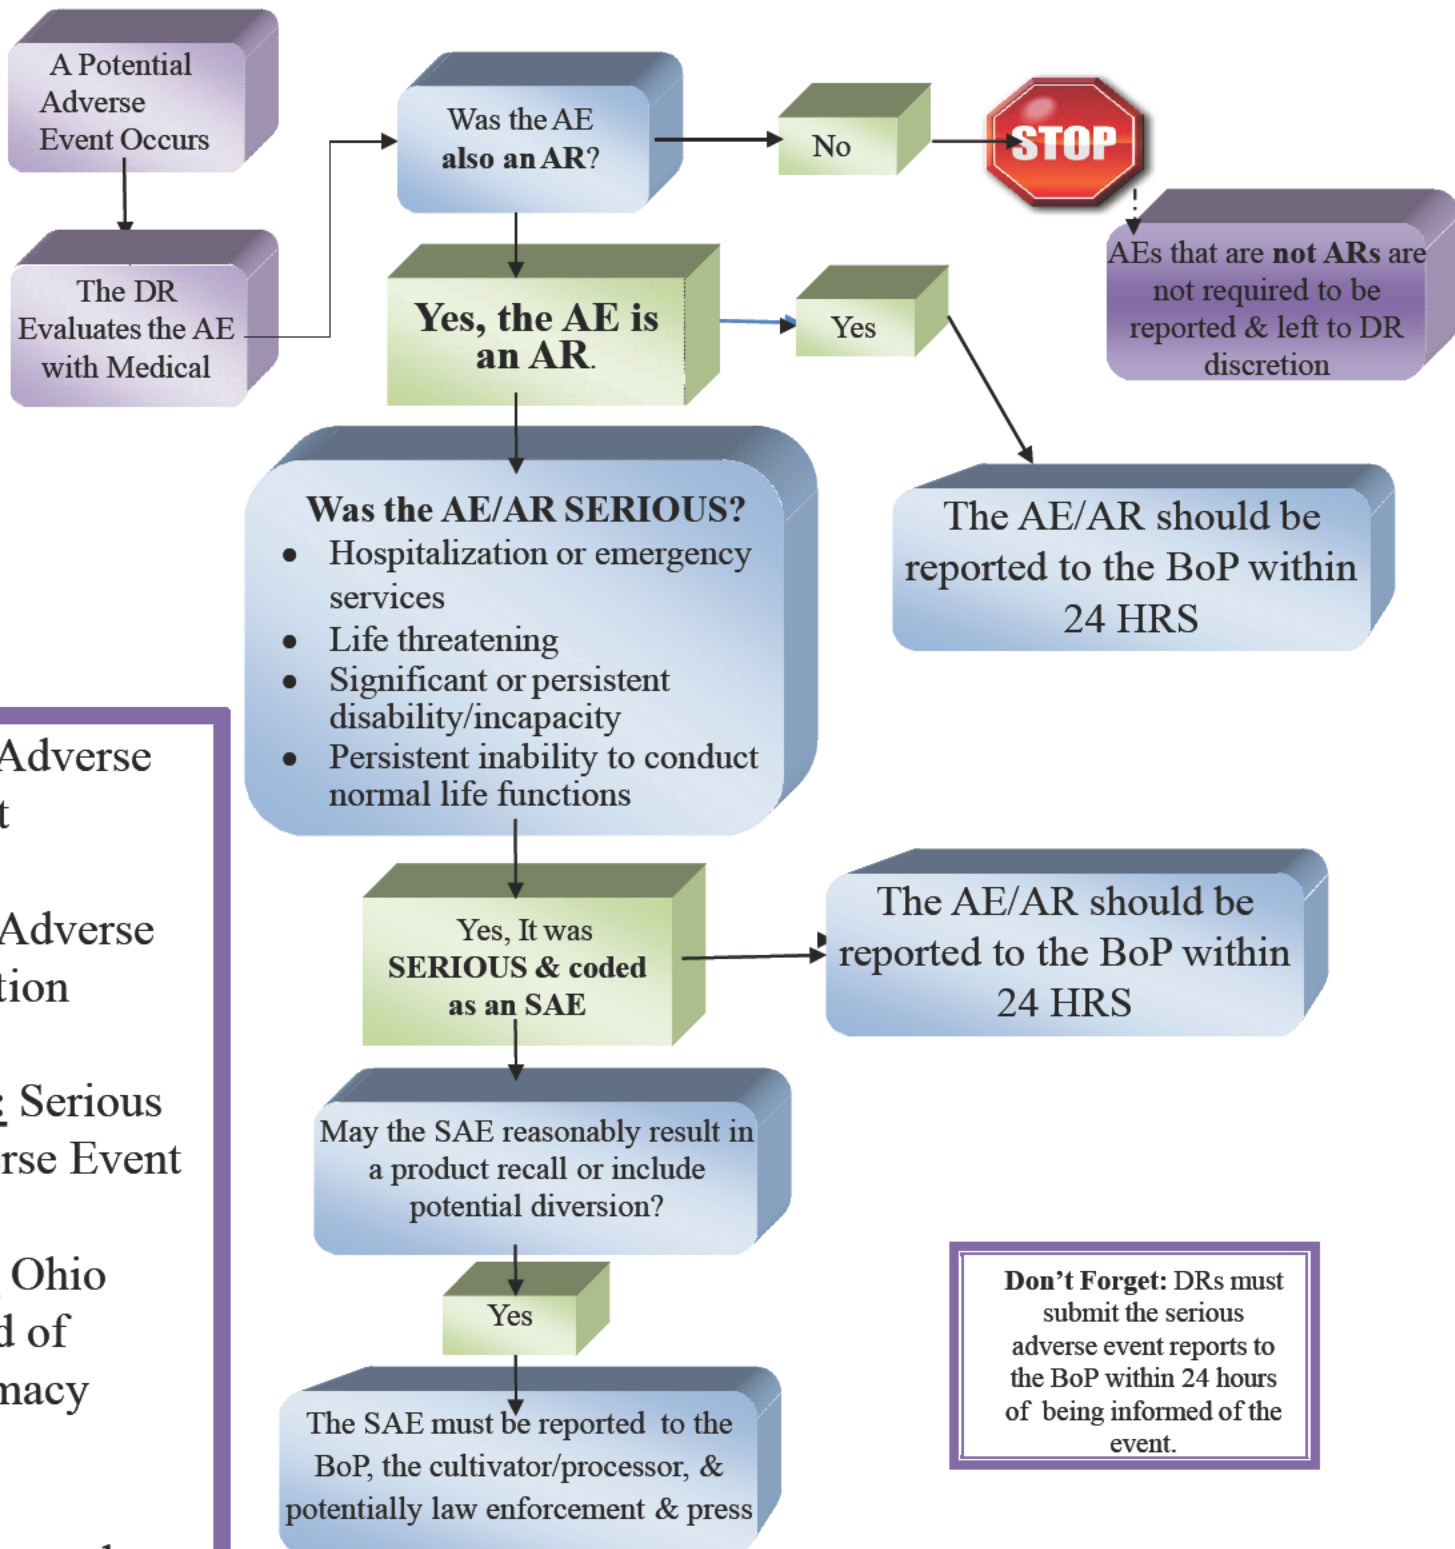 A Potential
Adverse
Event Occurs
The DR
Evaluates the AE
with Medical
Was the AE
also an AR?
No
STOP
AEs that are not ARs are
not required to be
reported & left to DR
discretion
Yes, the AE is
an AR.
Yes
The AE/AR should be
reported to the BoP within
24 HRS
Was the AE/AR SERIOUS?
● Hospitalization or emergency
services
● Life threatening
● Significant or persistent
disability/incapacity
● Persistent inability to conduct
normal life functions
Yes, It was
SERIOUS & coded
as an SAE
The AE/AR should be
reported to the BoP within
24 HRS
May the SAE reasonably result in
a product recall or include
potential diversion?
Yes
The SAE must be reported to the
BoP, the cultivator/processor, &
potentially law enforcement & press
Adverse
Adverse
Serious
Event
Ohio
of
Don't Forget: DRs must
submit the serious
adverse event reports to
the BoP within 24 hours
of being informed of the
event.